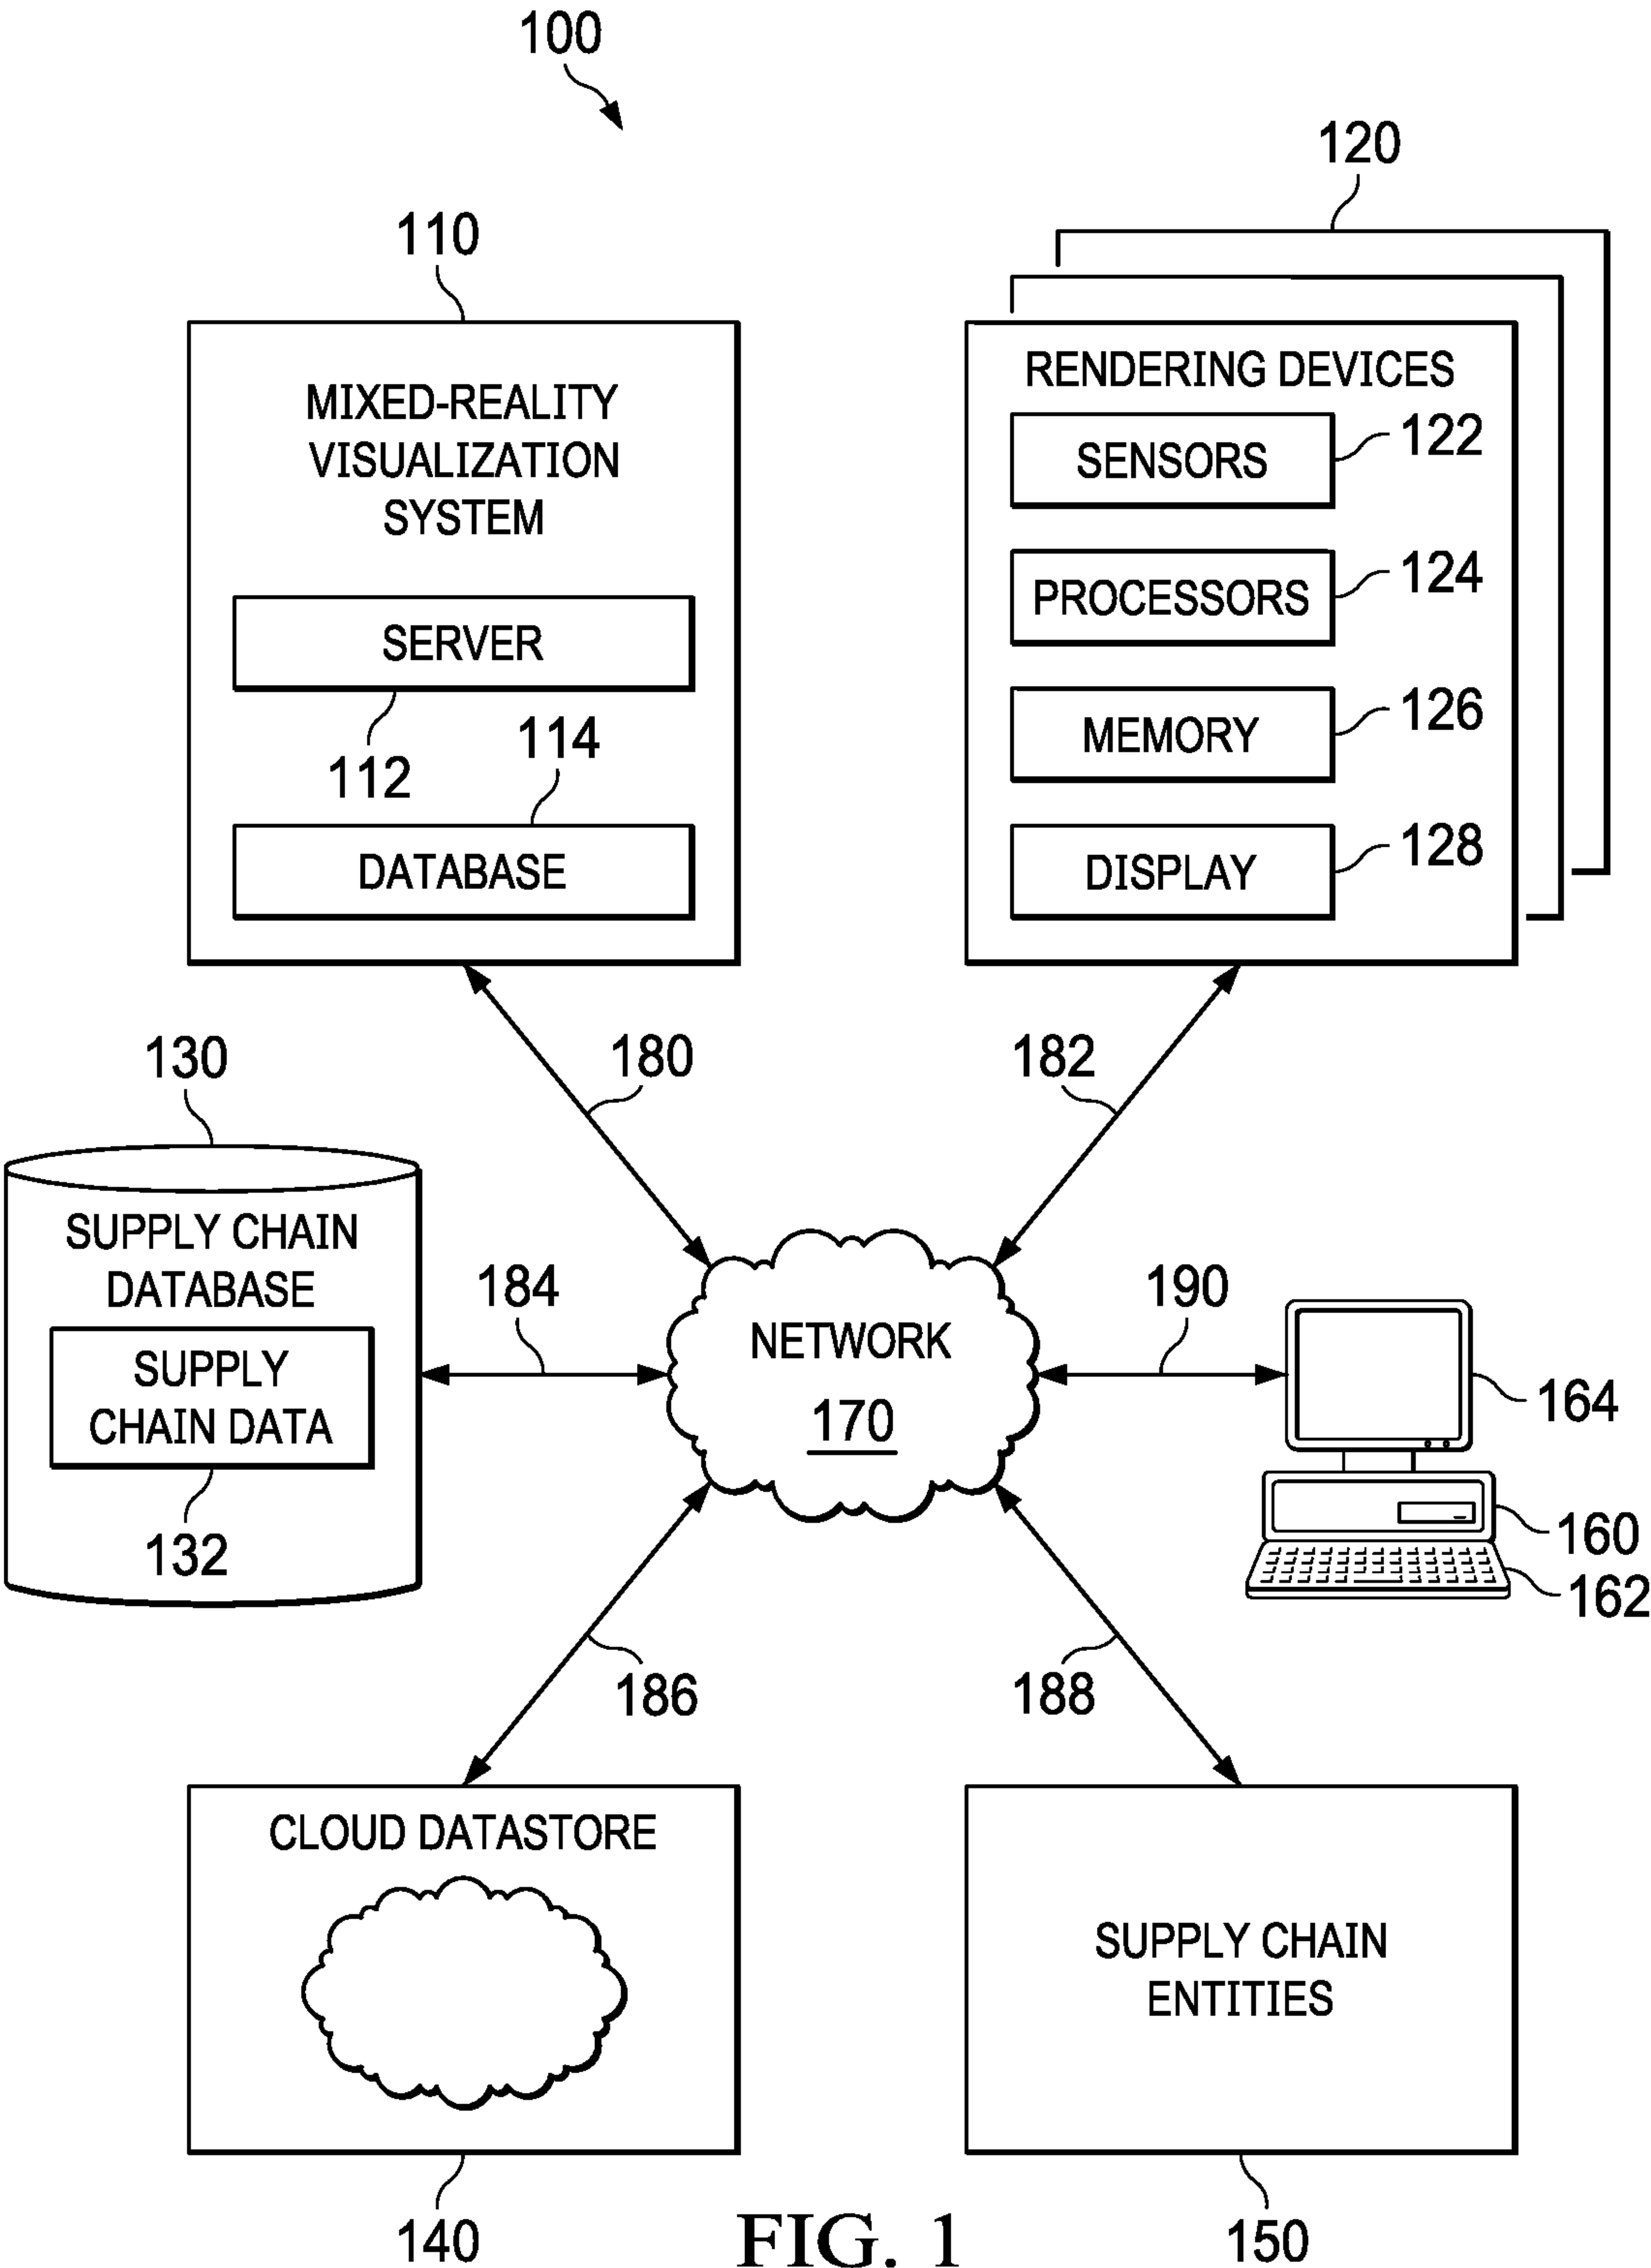 100
120
110
MIXED-REALITY
VISUALIZATION
SYSTEM
SERVER
112
114
DATABASE
RENDERING DEVICES
SENSORS
122
PROCESSORS
124
MEMORY
126
DISPLAY
128
180
182
130
SUPPLY CHAIN
DATABASE
SUPPLY
CHAIN DATA
132
184
NETWORK
170
190
164
160
162
186
188
CLOUD DATASTORE
140
SUPPLY CHAIN
ENTITIES
150
FIG. 1